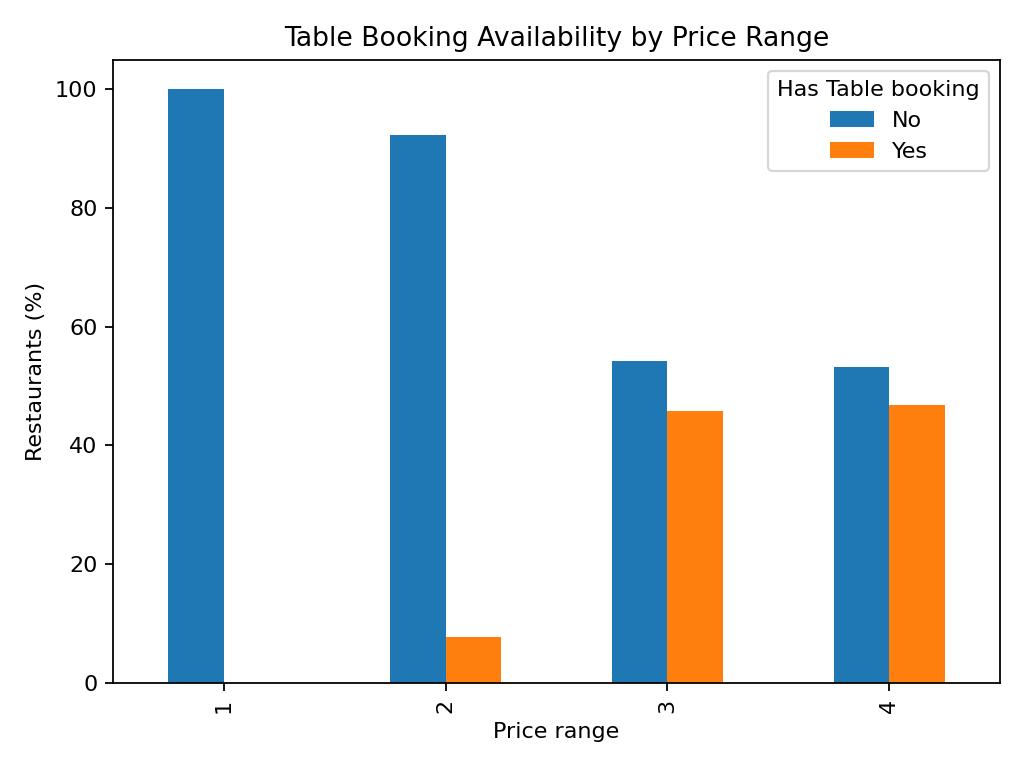 Table Booking Availability by Price Range
Has Table booking
No
Yes
Restaurants (%)
100
80
60
40
20
0
1
2
3
4
Price range